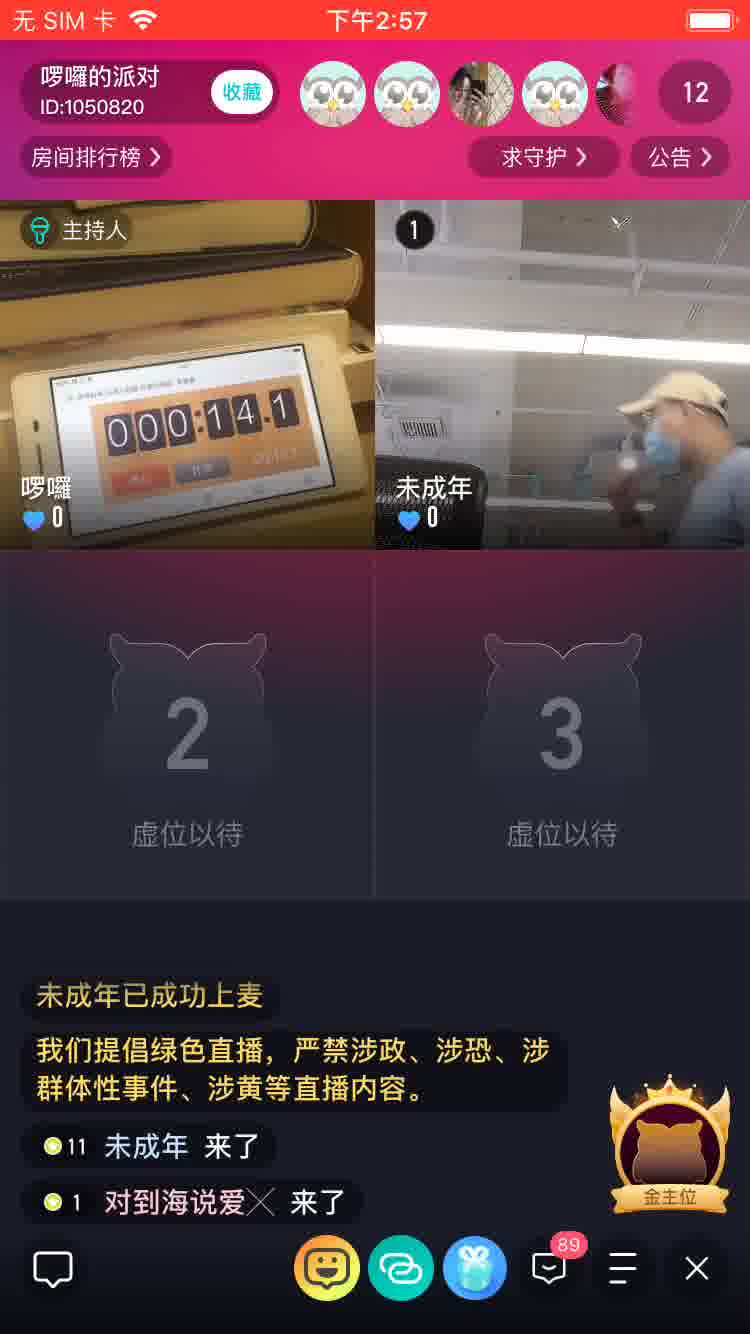 无 SIM 卡
下午2:57
啰囉的派对
ID:1050820
收藏
12
房间排行榜
求守护
公告
主持人
1
000:14.1
啰囉
0
未成年
0
2
3
虚位以待
虚位以待
未成年已成功上麦
我们提倡绿色直播，严禁涉政、涉恐、涉
群体性事件、涉黄等直播内容。
11 未成年 来了
1 对到海说爱╳ 来了
金主位
89